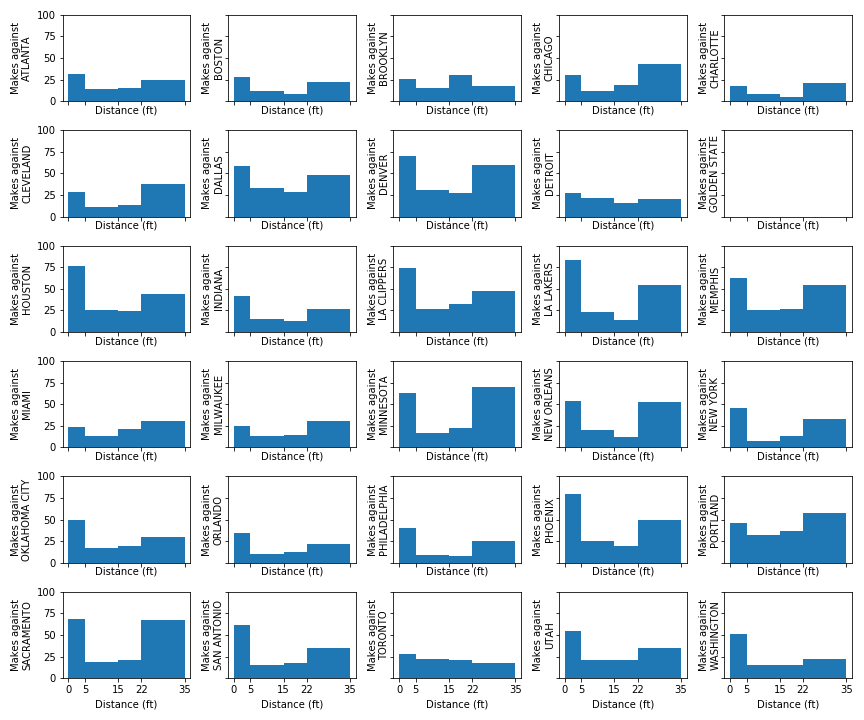 100
75
50
25
0
Makes against
ATLANTA
Distance (ft)
Makes against
BOSTON
Distance (ft)
Makes against
BROOKLYN
Distance (ft)
Makes against
CHICAGO
Distance (ft)
Makes against
CHARLOTTE
Distance (ft)
100
75
50
25
0
Makes against
CLEVELAND
Distance (ft)
Makes against
DALLAS
Distance (ft)
Makes against
DENVER
Distance (ft)
Makes against
DETROIT
Distance (ft)
Makes against
GOLDEN STATE
Distance (ft)
100
75
50
25
0
Makes against
HOUSTON
Distance (ft)
Makes against
INDIANA
Distance (ft)
Makes against
LA CLIPPERS
Distance (ft)
Makes against
LA LAKERS
Distance (ft)
Makes against
MEMPHIS
Distance (ft)
100
75
50
25
0
Makes against
MIAMI
Distance (ft)
Makes against
MILWAUKEE
Distance (ft)
Makes against
MINNESOTA
Distance (ft)
Makes against
NEW ORLEANS
Distance (ft)
Makes against
NEW YORK
Distance (ft)
100
75
50
25
0
Makes against
OKLAHOMA CITY
Distance (ft)
Makes against
ORLANDO
Distance (ft)
Makes against
PHILADELPHIA
Distance (ft)
Makes against
PHOENIX
Distance (ft)
Makes against
PORTLAND
Distance (ft)
100
75
50
25
0
Makes against
SACRAMENTO
0 5 15 22 35
Distance (ft)
Makes against
SAN ANTONIO
0 5 15 22 35
Distance (ft)
Makes against
TORONTO
0 5 15 22 35
Distance (ft)
Makes against
UTAH
0 5 15 22 35
Distance (ft)
Makes against
WASHINGTON
0 5 15 22 35
Distance (ft)